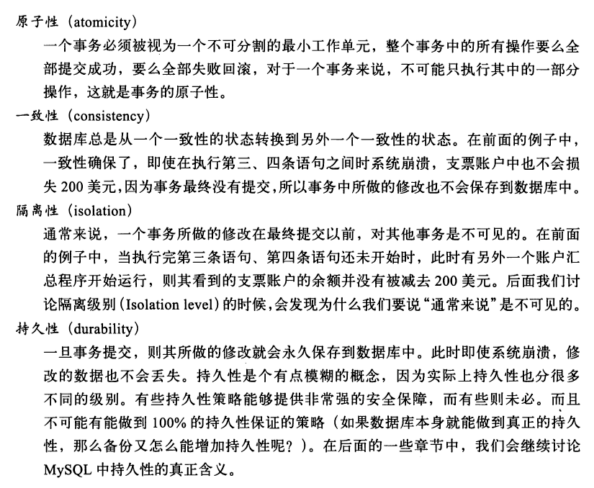 原子性（atomicity）
一个事务必须被视为一个不可分割的最小工作单元，整个事务中的所有操作要么全
部提交成功，要么全部失败回滚，对于一个事务来说，不可能只执行其中的一部分
操作，这就是事务的原子性。
一致性（consistency）
数据库总是从一个一致性的状态转换到另外一个一致性的状态。在前面的例子中，
一致性确保了，即使在执行第三、四条语句之间时系统崩溃，支票账户中也不会损
失 200 美元，因为事务最终没有提交，所以事务中所做的修改也不会保存到数据库中。
隔离性（isolation）
通常来说，一个事务所做的修改在最终提交以前，对其他事务是不可见的。在前面
的例子中，当执行完第三条语句、第四条语句还未开始时，此时有另外一个账户汇
总程序开始运行，则其看到的支票账户的余额并没有被减去 200 美元。后面我们讨
论隔离级别（Isolation level）的时候，会发现为什么我们要说“通常来说”是不可见的。
持久性（durability）
一旦事务提交，则其所做的修改就会永久保存到数据库中。此时即使系统崩溃，修
改的数据也不会丢失。持久性是个有点模糊的概念，因为实际上持久性也分很多
不同的级别。有些持久性策略能够提供非常强的安全保障，而有些则未必。而且
不可能有能做到 100% 的持久性保证的策略（如果数据库本身就能做到真正的持久
性，那么备份又怎么能增加持久性呢？）。在后面的一些章节中，我们会继续讨论
MySQL 中持久性的真正含义。